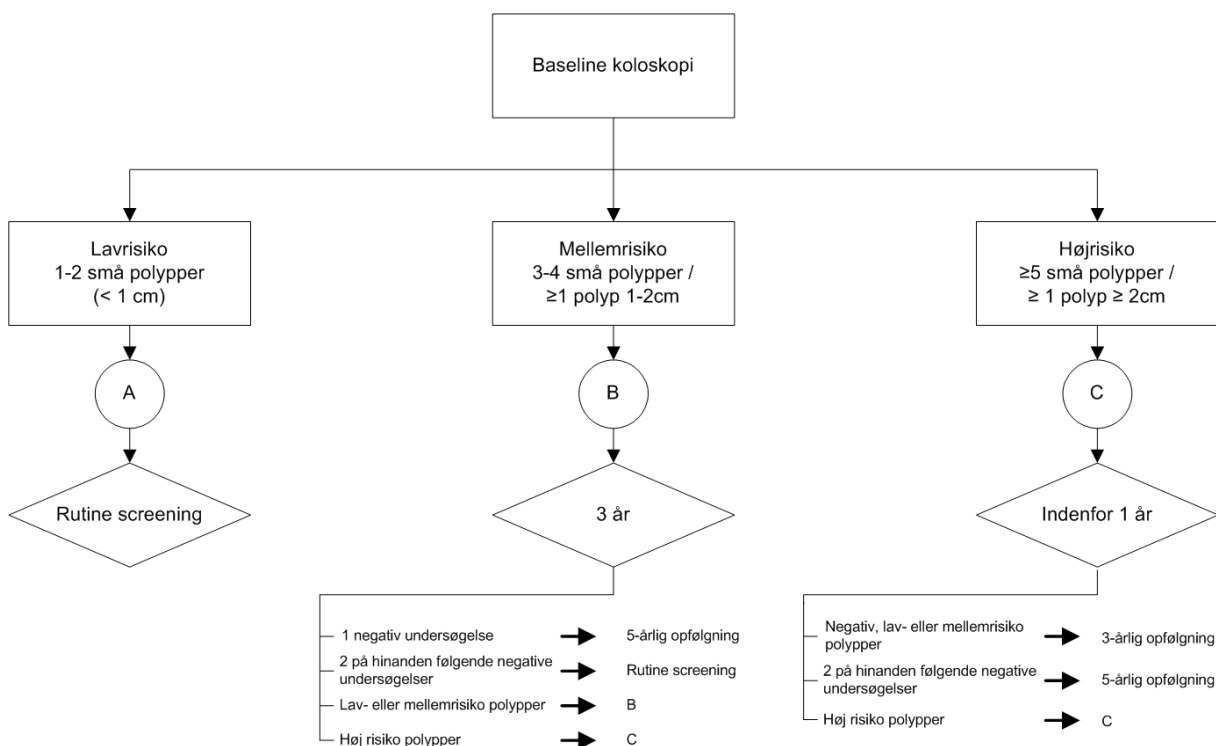 Baseline koloskopi
Lavrisiko
1-2 små polypper
(< 1 cm)
Mellemrisiko
3-4 små polypper /
≥1 polyp 1-2cm
Højrisiko
≥5 små polypper /
≥ 1 polyp ≥ 2cm
A
B
C
Rutine screening
3 år
Indenfor 1 år
1 negativ undersøgelse
5-årlig opfølgning
2 på hinanden følgende negative
undersøgelser
Rutine screening
Lav- eller mellemrisiko polypper
B
Høj risiko polypper
C
Negativ, lav- eller mellemrisiko
polypper
3-årlig opfølgning
2 på hinanden følgende negative
undersøgelser
5-årlig opfølgning
Høj risiko polypper
C